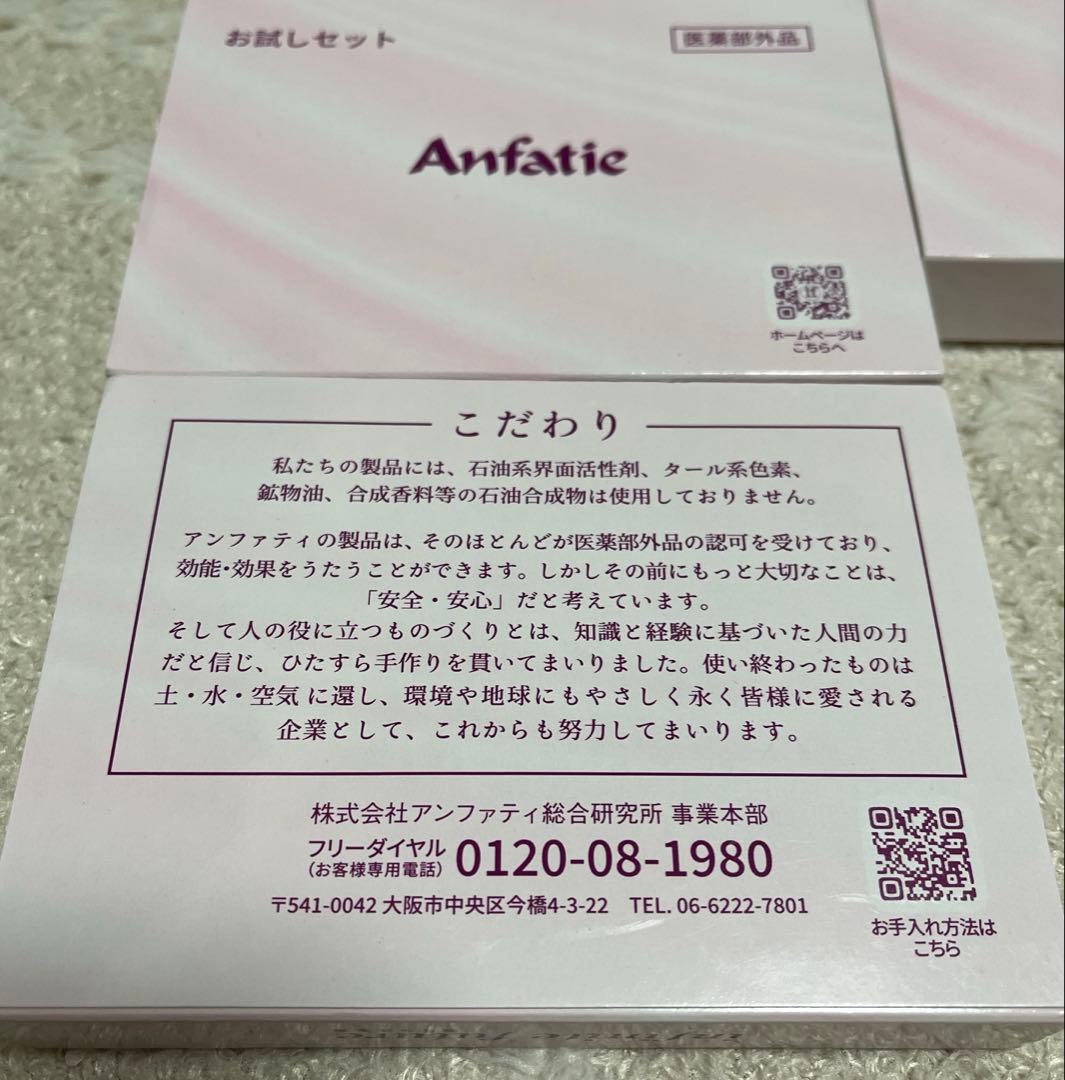 お試しセット
医薬部外品
Anfatie
ホームページは
こちらへ
こだわり
私たちの製品には、石油系界面活性剤、タール系色素、
鉱物油、合成香料等の石油合成物は使用しておりません。
アンファティの製品は、そのほとんどが医薬部外品の認可を受けており、
効能・効果をうたうことができます。しかしその前にもっと大切なことは、
「安全・安心」だと考えています。
そして人の役に立つものづくりとは、知識と経験に基づいた人間の力
だと信じ、ひたすら手作りを貫いてまいりました。使い終わったものは
土・水・空気に還し、環境や地球にもやさしく永く皆様に愛される
企業として、これからも努力してまいります。
株式会社アンファティ総合研究所 事業本部
フリーダイヤル
(お客様専用電話)
0120-08-1980
〒541-0042 大阪市中央区今橋4-3-22 TEL. 06-6222-7801
お手入れ方法は
こちら